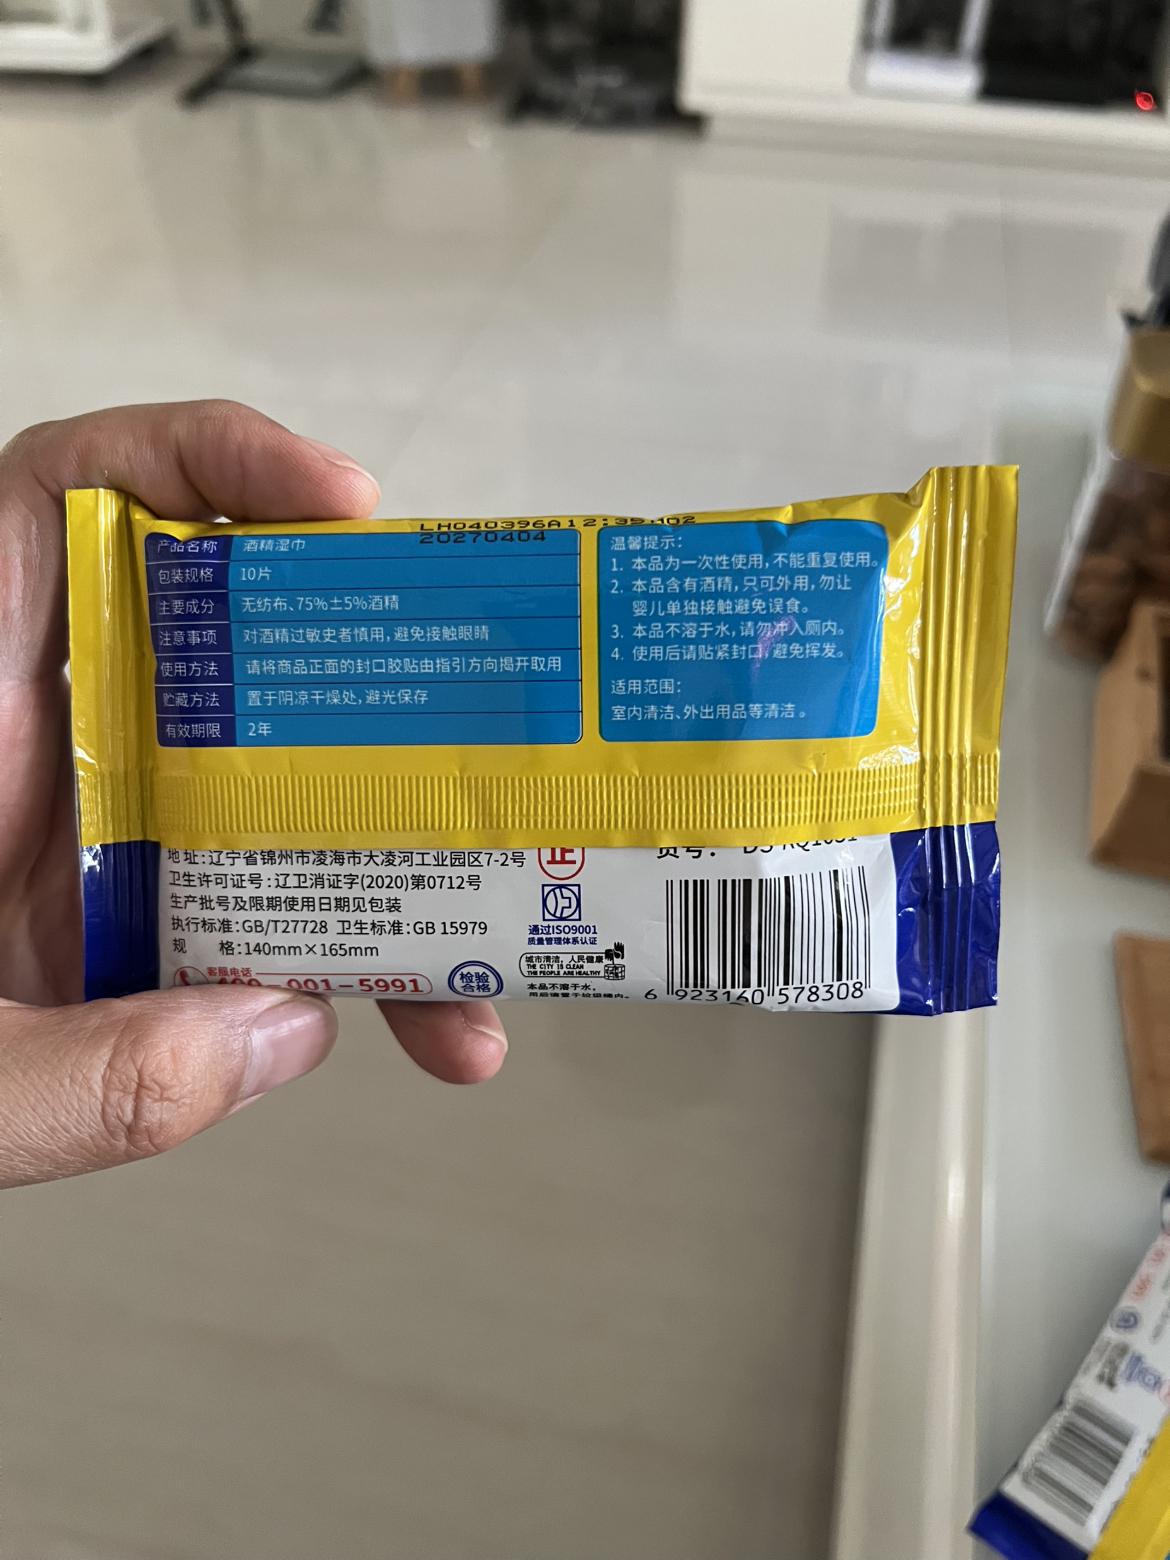 LH040396A12:35:102
20270404
产品名称 酒精湿巾
包装规格 10片
主要成分 无纺布、75%±5%酒精
注意事项 对酒精过敏史者慎用,避免接触眼睛
使用方法 请将商品正面的封口胶贴由指引方向揭开取用
贮藏方法 置于阴凉干燥处,避光保存
有效期限 2年
温馨提示:
1. 本品为一次性使用,不能重复使用。
2. 本品含有酒精,只可外用,勿让
婴儿单独接触避免误食。
3. 本品不溶于水,请勿冲入厕内。
4. 使用后请贴紧封口,避免挥发。
适用范围:
室内清洁、外出用品等清洁。
地址:辽宁省锦州市凌海市大凌河工业园区7-2号
卫生许可证号:辽卫消证字(2020)第0712号
生产批号及限期使用日期见包装
执行标准:GB/T27728 卫生标准:GB 15979
规 格:140mm×165mm
客服电话
400-001-5991
检验
合格
正
通过ISO9001
质量管理体系认证
城市清洁,人民健康
THE CITY IS CLEAN
THE PEOPLE ARE HEALTHY
本品不溶于水,
货号:
6 923160 578308